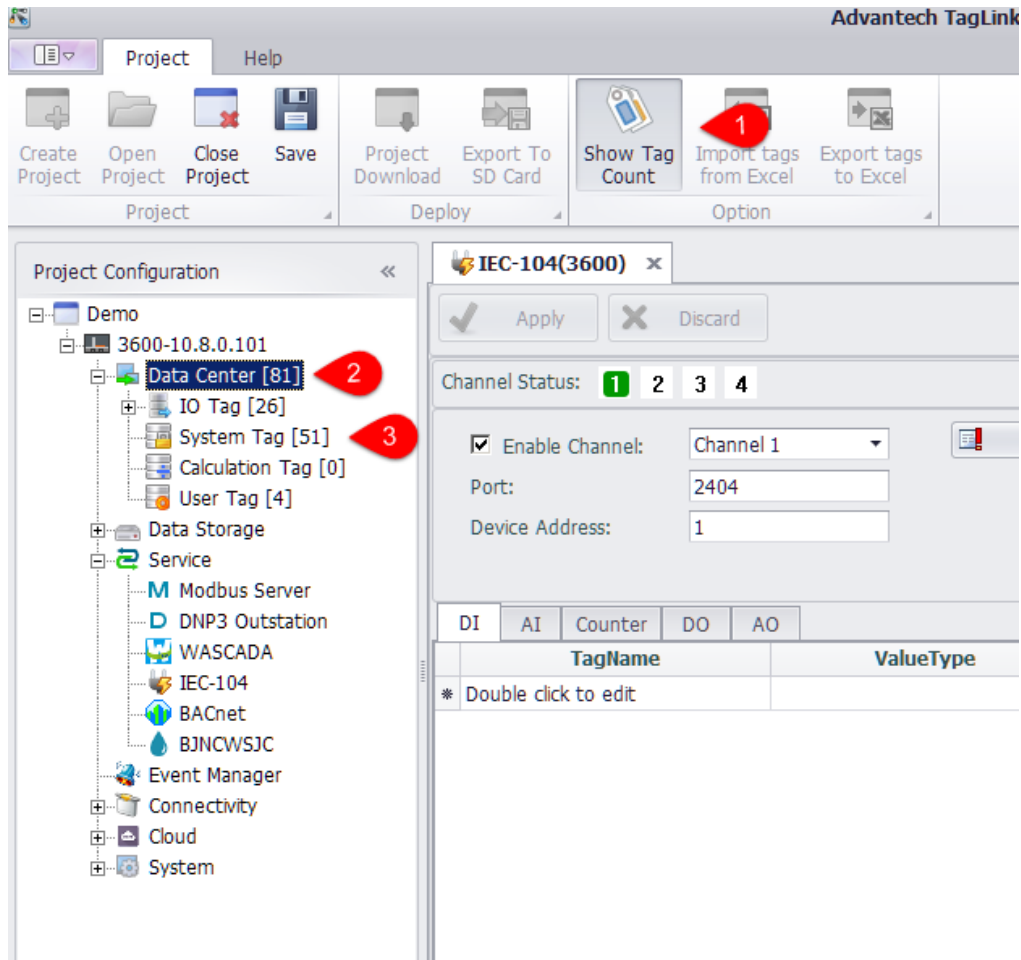 Advantech TagLink
Project Help
Create Project
Open Project
Close Project
Save
Project Download
Export To SD Card
Show Tag Count
1
Import tags from Excel
Export tags to Excel
Project
Deploy
Option
Project Configuration «
Demo
3600-10.8.0.101
Data Center [81] 2
IO Tag [26]
System Tag [51] 3
Calculation Tag [0]
User Tag [4]
Data Storage
Service
M Modbus Server
D DNP3 Outstation
WASCADA
IEC-104
BACnet
BJNCWSJC
Event Manager
Connectivity
Cloud
System
IEC-104(3600) ×
Apply Discard
Channel Status: 1 2 3 4
Enable Channel: Channel 1
Port: 2404
Device Address: 1
DI AI Counter DO AO
TagName ValueType
* Double click to edit